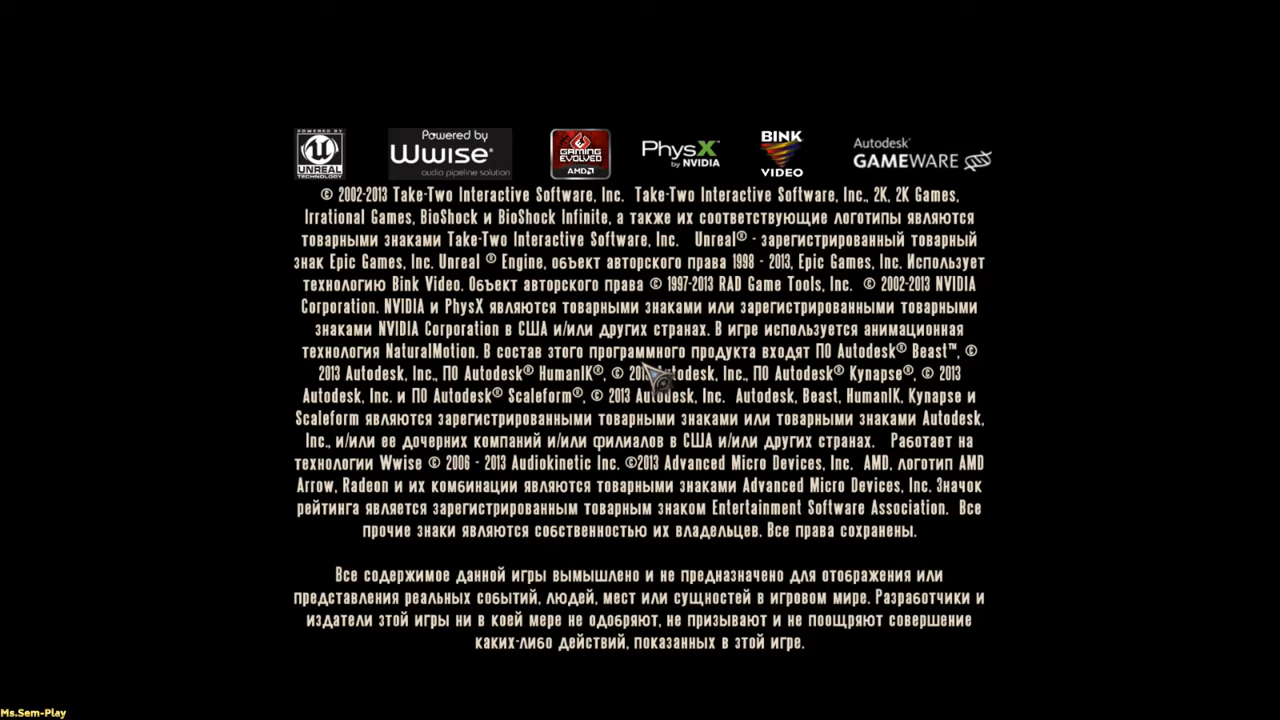 POWERED BY
UNREAL
TECHNOLOGY
Powered by
Wwise®
audio pipeline solution
GAMING
EVOLVED
AMD
PhysX
by NVIDIA
BINK
VIDEO
Autodesk®
GAMEWARE
© 2002-2013 Take-Two Interactive Software, Inc. Take-Two Interactive Software, Inc., 2K, 2K Games,
Irrational Games, BioShock и BioShock Infinite, а также их соответствующие логотипы являются
товарными знаками Take-Two Interactive Software, Inc. Unreal® - зарегистрированный товарный
знак Epic Games, Inc. Unreal ® Engine, объект авторского права 1998 - 2013, Epic Games, Inc. Использует
технологию Bink Video. Объект авторского права © 1997-2013 RAD Game Tools, Inc. © 2002-2013 NVIDIA
Corporation. NVIDIA и PhysX являются товарными знаками или зарегистрированными товарными
знаками NVIDIA Corporation в США и/или других странах. В игре используется анимационная
технология NaturalMotion. В состав этого программного продукта входят ПО Autodesk® Beast™, ©
2013 Autodesk, Inc., ПО Autodesk® HumanIK®, © Autodesk, Inc., ПО Autodesk® Kynapse®, © 2013
Autodesk, Inc. и ПО Autodesk® Scaleform®, © 2013 Autodesk, Inc. Autodesk, Beast, HumanIK, Kynapse и
Scaleform являются зарегистрированными товарными знаками или товарными знаками Autodesk,
Inc., и/или ее дочерних компаний и/или филиалов в США и/или других странах. Работает на
технологии Wwise © 2006 - 2013 Audiokinetic Inc. ©2013 Advanced Micro Devices, Inc. AMD, логотип AMD
Arrow, Radeon и их комбинации являются товарными знаками Advanced Micro Devices, Inc. Значок
рейтинга является зарегистрированным товарным знаком Entertainment Software Association. Все
прочие знаки являются собственностью их владельцев. Все права сохранены.
Все содержимое данной игры вымышлено и не предназначено для отображения или
представления реальных событий, людей, мест или сущностей в игровом мире. Разработчики и
издатели этой игры ни в коей мере не одобряют, не призывают и не поощряют совершение
каких-либо действий, показанных в этой игре.
Ms.Sem-Play